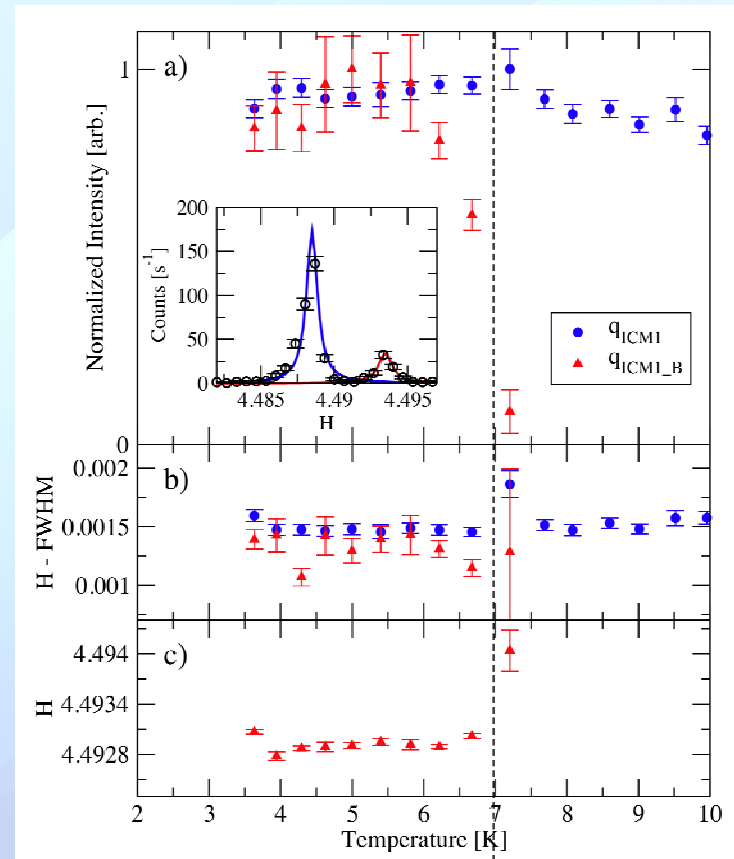 a)
1
Normalized Intensity [arb.]
0
200
150
100
50
0
Counts [s⁻¹]
4.485 4.49 4.495
H
q_ICM1
q_ICM1_B
b)
0.002
0.0015
0.001
H - FWHM
c)
4.494
4.4934
4.4928
H
2 3 4 5 6 7 8 9 10
Temperature [K]